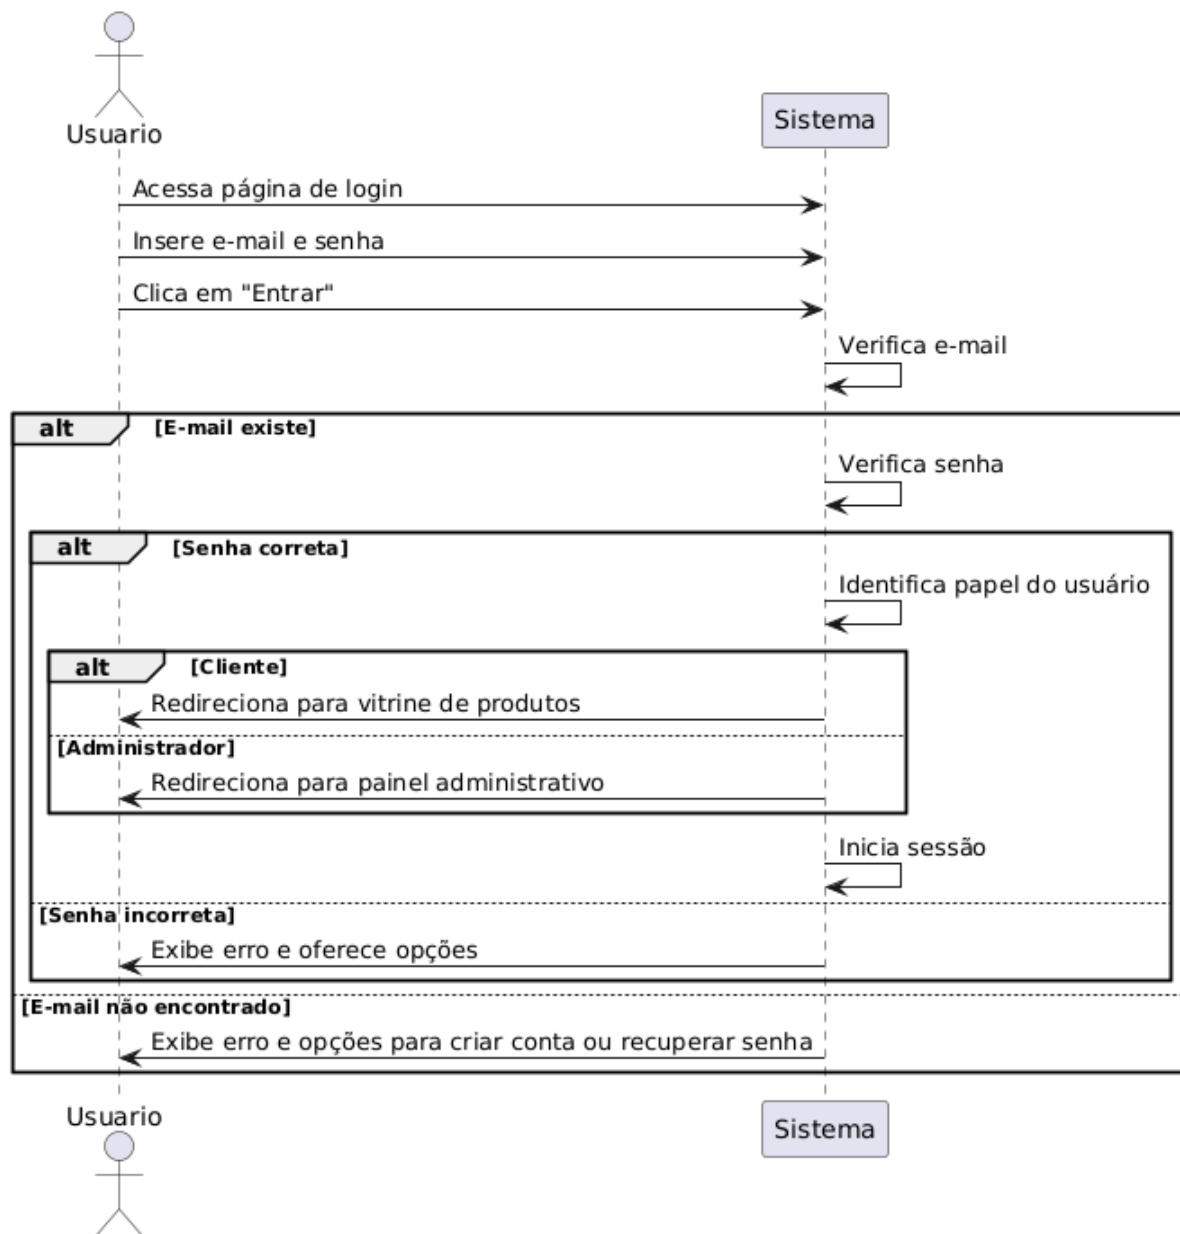 Usuario
Sistema
Acessa página de login
Insere e-mail e senha
Clica em "Entrar"
Verifica e-mail
alt [E-mail existe]
Verifica senha
alt [Senha correta]
Identifica papel do usuário
alt [Cliente]
Redireciona para vitrine de produtos
[Administrador]
Redireciona para painel administrativo
Inicia sessão
[Senha incorreta]
Exibe erro e oferece opções
[E-mail não encontrado]
Exibe erro e opções para criar conta ou recuperar senha
Usuario
Sistema